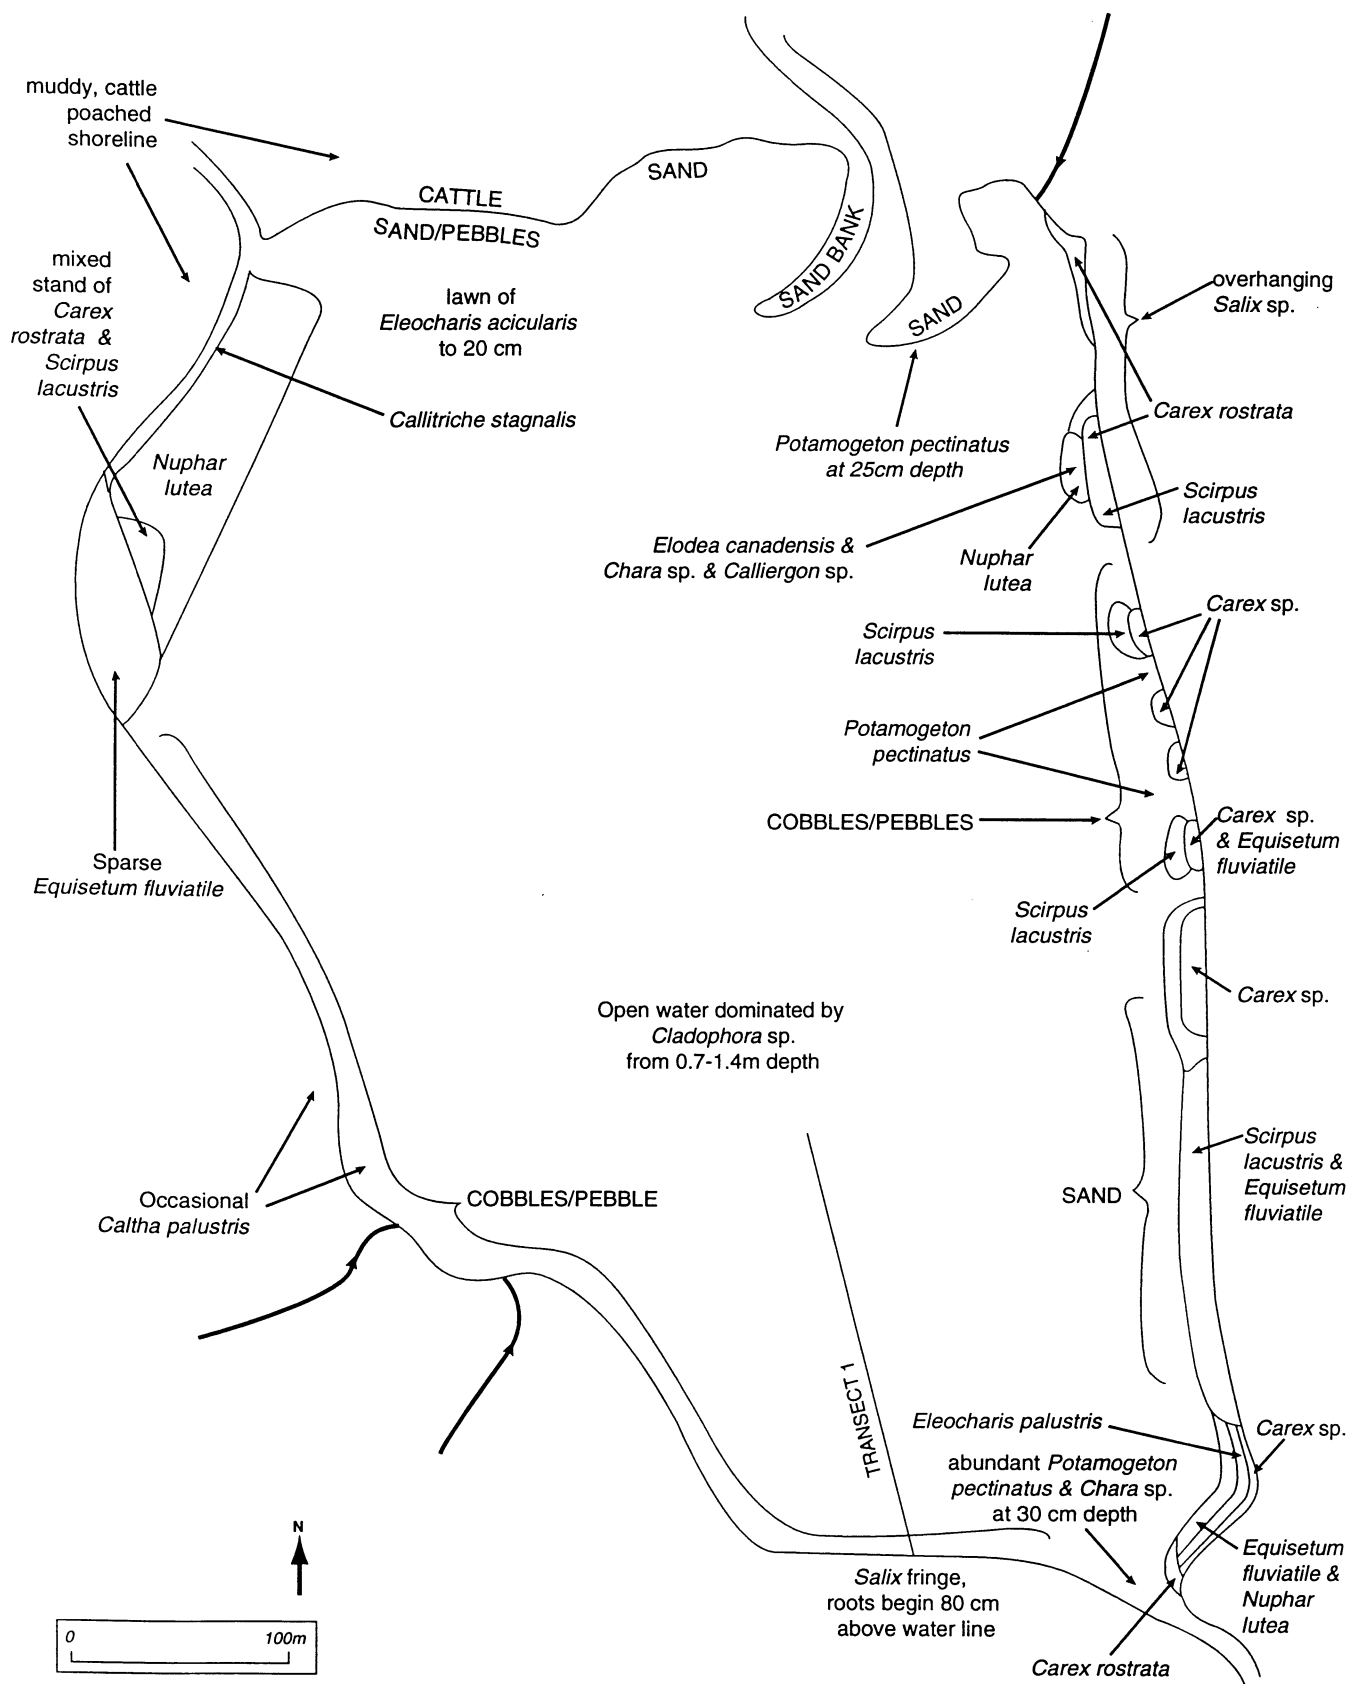 muddy, cattle
poached
shoreline
CATTLE
SAND/PEBBLES
SAND
SAND BANK
SAND
mixed
stand of
Carex
rostrata &
Scirpus
lacustris
lawn of
Eleocharis acicularis
to 20 cm
overhanging
Salix sp.
Callitriche stagnalis
Carex rostrata
Potamogeton pectinatus
at 25cm depth
Nuphar
lutea
Scirpus
lacustris
Elodea canadensis &
Chara sp. & Calliergon sp.
Nuphar
lutea
Carex sp.
Scirpus
lacustris
Potamogeton
pectinatus
COBBLES/PEBBLES
Carex sp.
& Equisetum
fluviatile
Sparse
Equisetum fluviatile
Scirpus
lacustris
Carex sp.
Open water dominated by
Cladophora sp.
from 0.7-1.4m depth
Scirpus
lacustris &
Equisetum
fluviatile
SAND
Occasional
Caltha palustris
COBBLES/PEBBLE
TRANSECT 1
Eleocharis palustris
Carex sp.
abundant Potamogeton
pectinatus & Chara sp.
at 30 cm depth
N
Equisetum
fluviatile &
Nuphar
lutea
Salix fringe,
roots begin 80 cm
above water line
Carex rostrata
0 100m